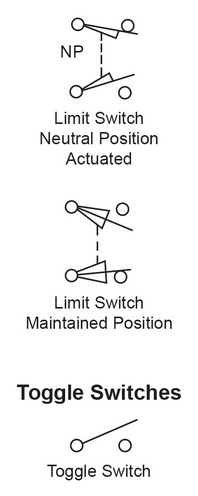 NP
Limit Switch
Neutral Position
Actuated
Limit Switch
Maintained Position
Toggle Switches
Toggle Switch